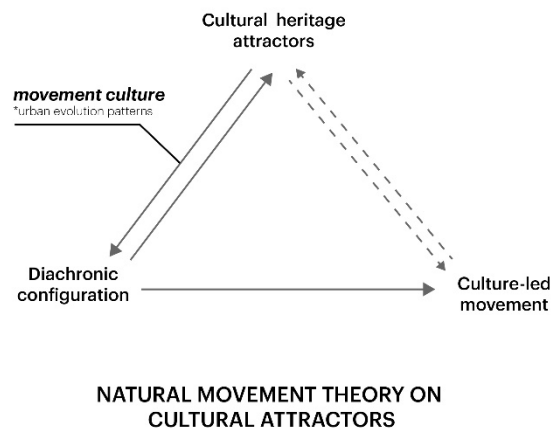 Cultural heritage
attractors
movement culture
*urban evolution patterns
Diachronic
configuration
Culture-led
movement
NATURAL MOVEMENT THEORY ON
CULTURAL ATTRACTORS